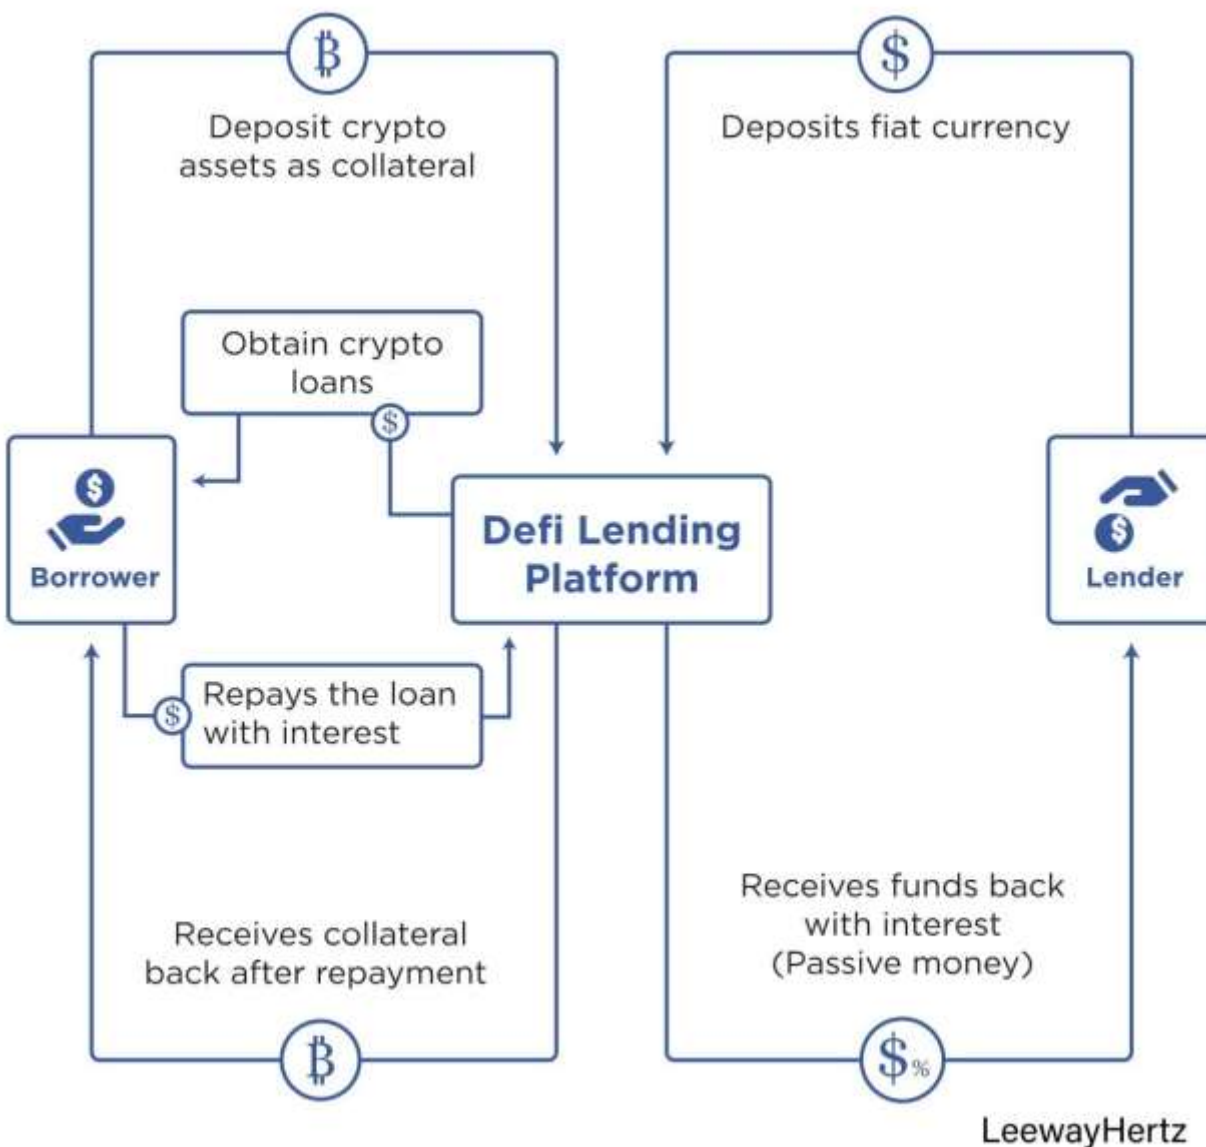 Deposit crypto
assets as collateral
Deposits fiat currency
Obtain crypto
loans
$
Borrower
Defi Lending
Platform
Lender
$
Repays the loan
with interest
Receives collateral
back after repayment
Receives funds back
with interest
(Passive money)
$%
LeewayHertz